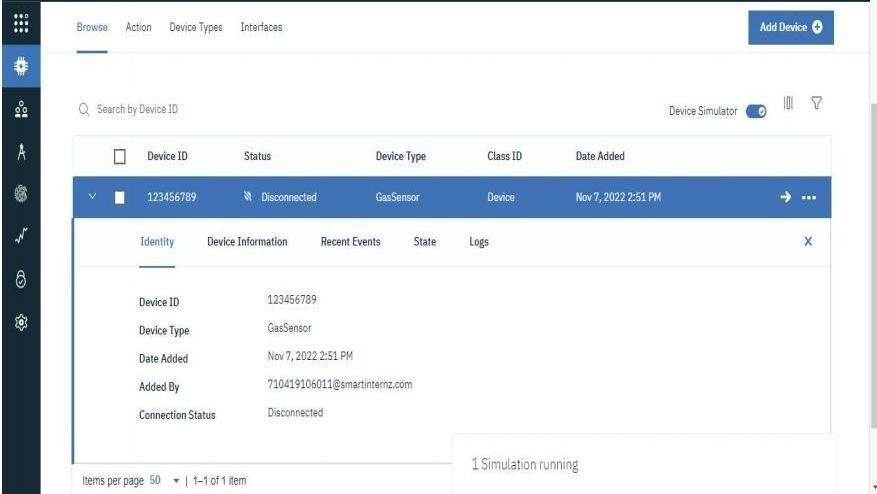 Browse Action Device Types Interfaces Add Device
Search by Device ID Device Simulator
Device ID Status Device Type Class ID Date Added
123456789 Disconnected GasSensor Device Nov 7, 2022 2:51 PM
Identity Device Information Recent Events State Logs X
Device ID 123456789
Device Type GasSensor
Date Added Nov 7, 2022 2:51 PM
Added By 710419106011@smartinternz.com
Connection Status Disconnected
1 Simulation running
Items per page 50 | 1–1 of 1 item